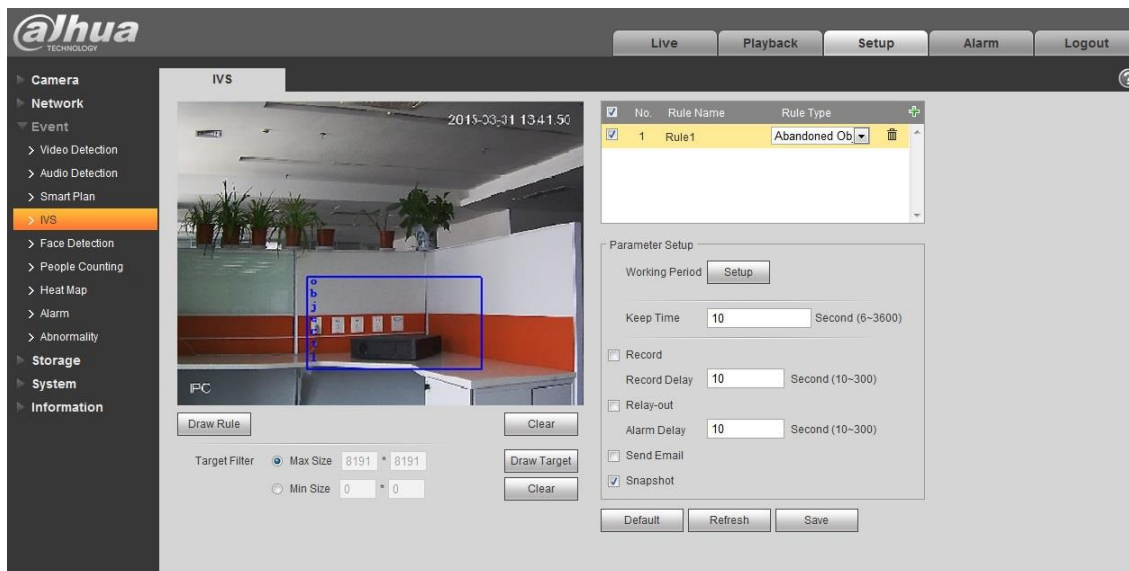 alhua
TECHNOLOGY
Live
Playback
Setup
Alarm
Logout
Camera
Network
Event
Video Detection
Audio Detection
Smart Plan
IVS
Face Detection
People Counting
Heat Map
Alarm
Abnormality
Storage
System
Information
IVS
2015-03-31 13:41:50
object1
IPC
Draw Rule
Clear
Target Filter Max Size 8191 * 8191 Draw Target
Min Size 0 * 0 Clear
No. Rule Name Rule Type
1 Rule1 Abandoned Ob
Parameter Setup
Working Period Setup
Keep Time 10 Second (6~3600)
Record
Record Delay 10 Second (10~300)
Relay-out
Alarm Delay 10 Second (10~300)
Send Email
Snapshot
Default Refresh Save